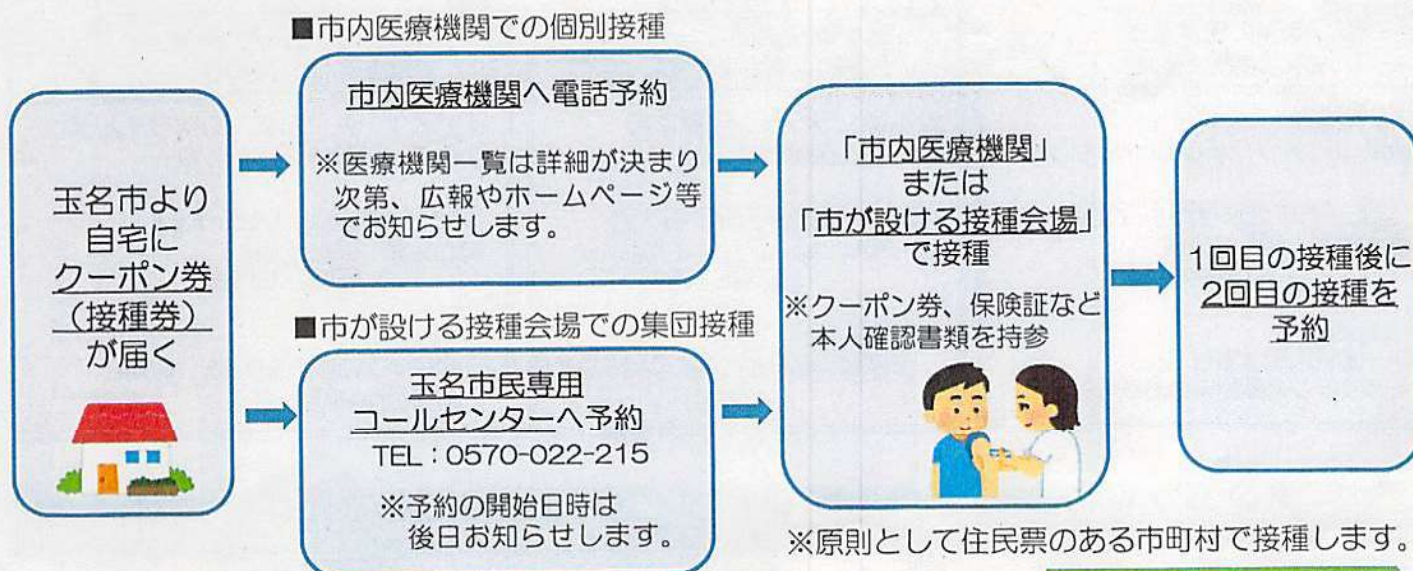 ■市内医療機関での個別接種
玉名市より
自宅に
クーポン券
（接種券）
が届く
市内医療機関へ電話予約
※医療機関一覧は詳細が決まり
次第、広報やホームページ等
でお知らせします。
■市が設ける接種会場での集団接種
玉名市民専用
コールセンターへ予約
TEL：0570-022-215
※予約の開始日時は
後日お知らせします。
「市内医療機関」
または
「市が設ける接種会場」
で接種
※クーポン券、保険証など
本人確認書類を持参
1回目の接種後に
2回目の接種を
予約
※原則として住民票のある市町村で接種します。